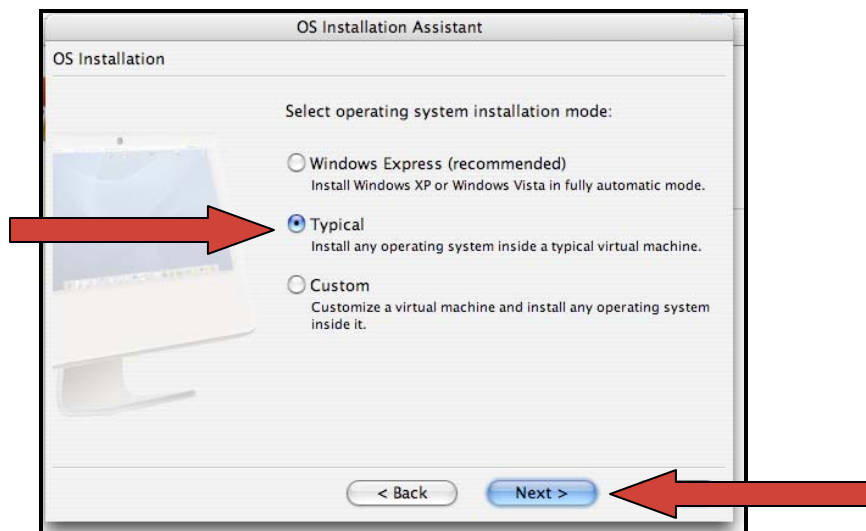 OS Installation Assistant
OS Installation
Select operating system installation mode:
Windows Express (recommended)
Install Windows XP or Windows Vista in fully automatic mode.
Typical
Install any operating system inside a typical virtual machine.
Custom
Customize a virtual machine and install any operating system
inside it.
< Back
Next >